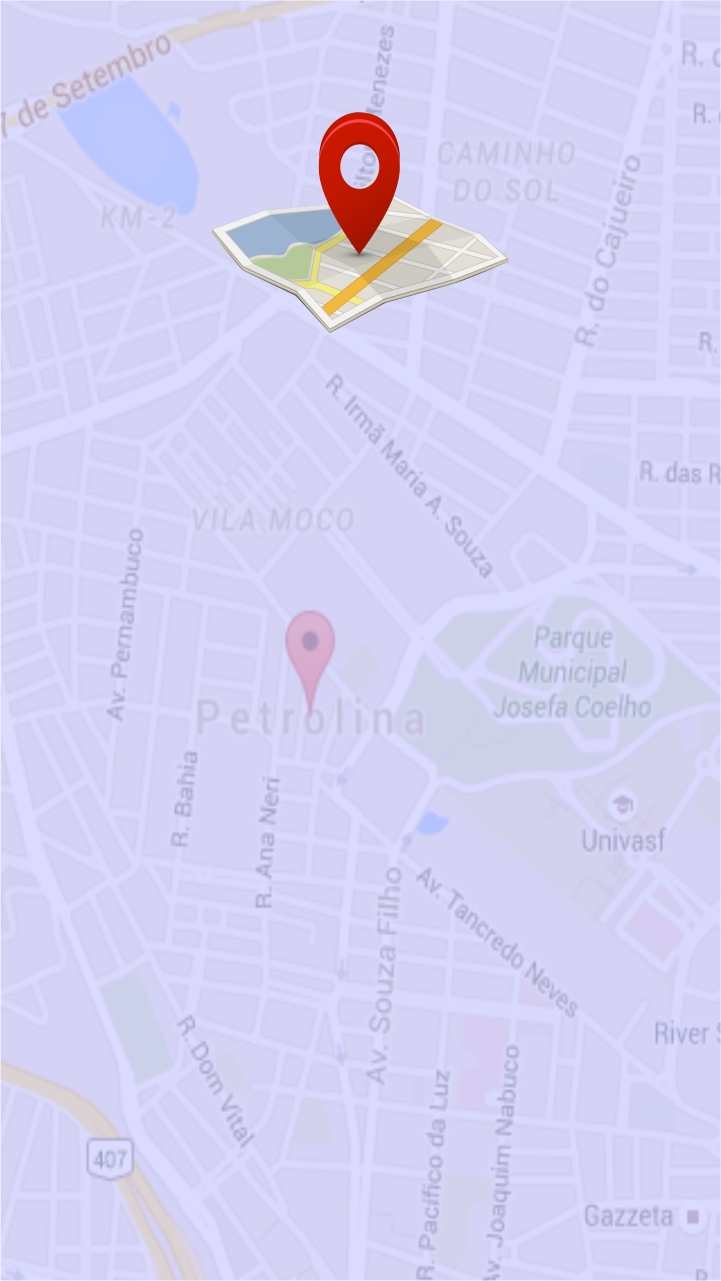 7 de Setembro
Menezes
R. d
R.
CAMINHO
DO SOL
KM-2
R. do Cajueiro
R.
R. Irmã Maria A. Souza
R. das R
VILA MOCO
Av. Pernambuco
Parque
Municipal
Josefa Coelho
Petrolina
R. Bahia
R. Ana Neri
Univasf
Av. Souza Filho
Av. Tancredo Neves
River S
R. Dom Vital
R. Pacífico da Luz
Av. Joaquim Nabuco
407
Gazzeta